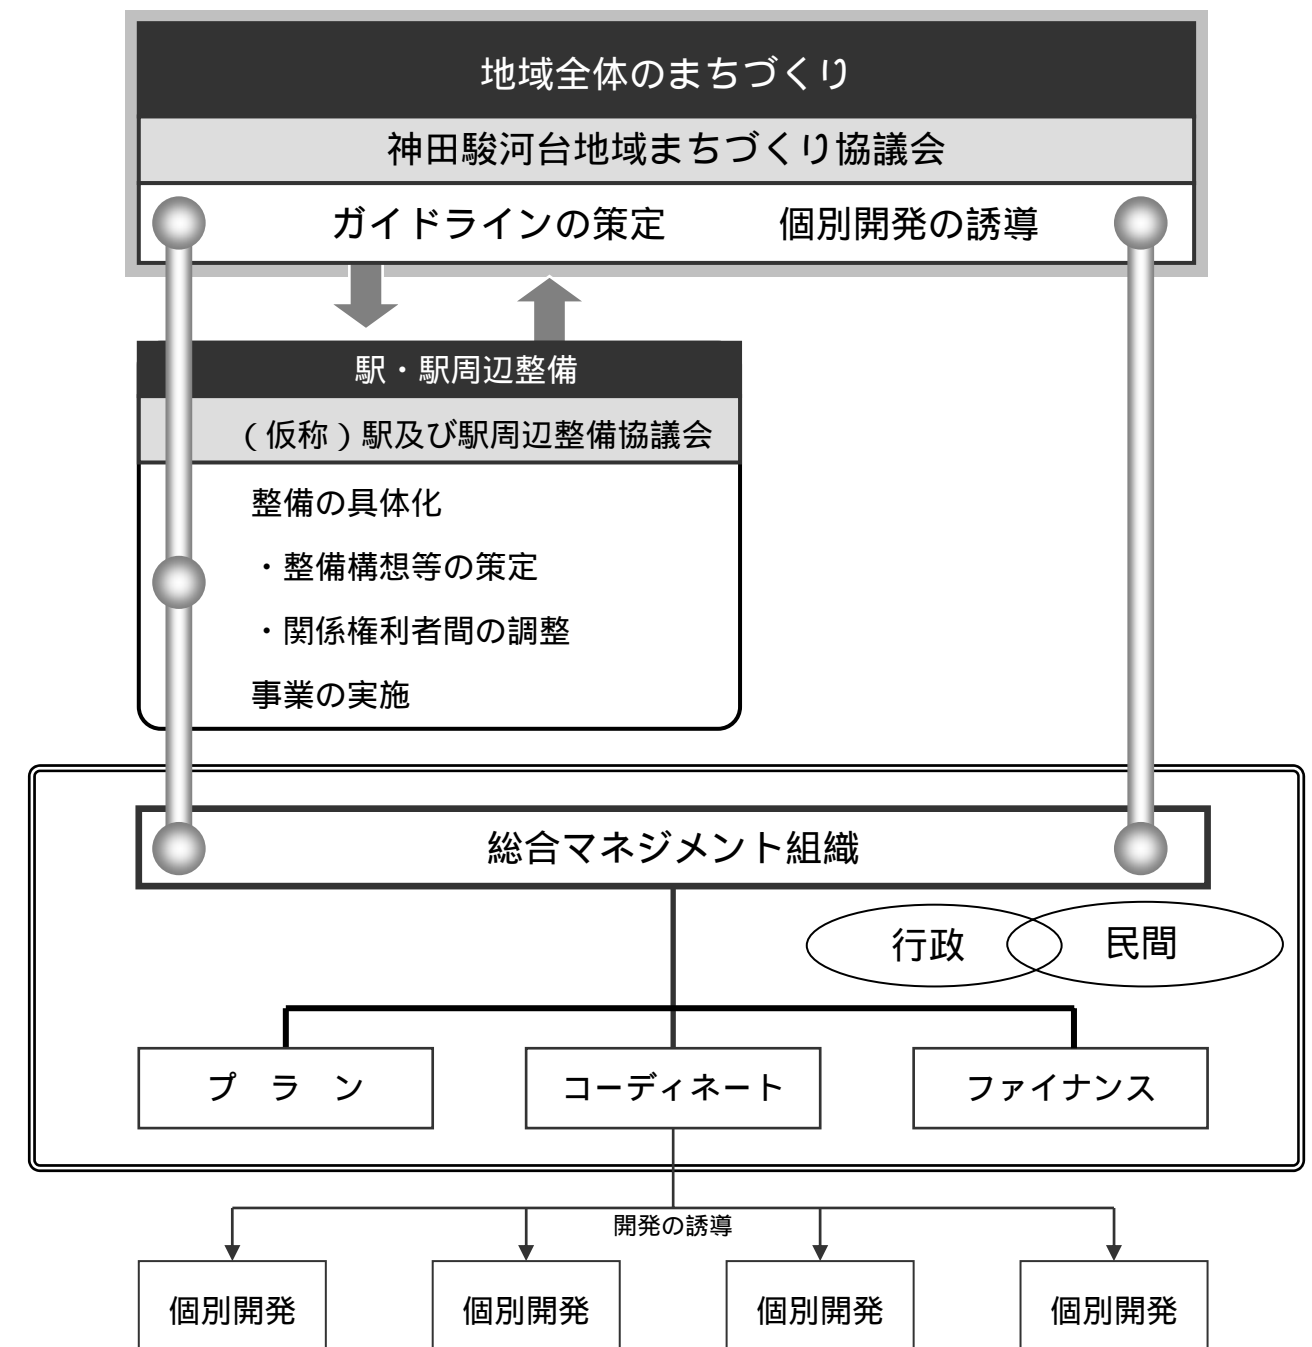 地域全体のまちづくり
神田駿河台地域まちづくり協議会
ガイドラインの策定 個別開発の誘導
駅・駅周辺整備
（仮称）駅及び駅周辺整備協議会
整備の具体化
・整備構想等の策定
・関係権利者間の調整
事業の実施
総合マネジメント組織
行政 民間
プ ラ ン コーディネート ファイナンス
開発の誘導
個別開発 個別開発 個別開発 個別開発